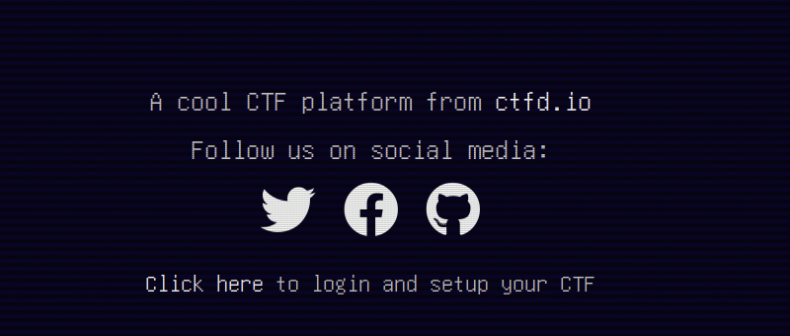 A cool CTF platform from ctfd.io
Follow us on social media:
Click here to login and setup your CTF